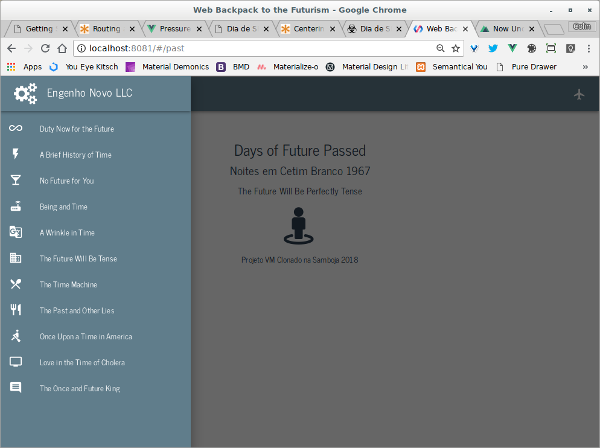 Web Backpack to the Futurism - Google Chrome
Getting
Routing
Pressure
Dia de S
Centerin
Dia de S
Web Bac
Now Un
Colin
localhost:8081/#/past
Apps
You Eye Kitsch
Material Demonics
BMD
Materialize-o
Material Design Li
Semantical You
Pure Drawer
»
Engenho Novo LLC
Duty Now for the Future
A Brief History of Time
No Future for You
Being and Time
A Wrinkle in Time
The Future Will Be Tense
The Time Machine
The Past and Other Lies
Once Upon a Time in America
Love in the Time of Cholera
The Once and Future King
Days of Future Passed
Noites em Cetim Branco 1967
The Future Will Be Perfectly Tense
Projeto VM Clonado na Samboja 2018